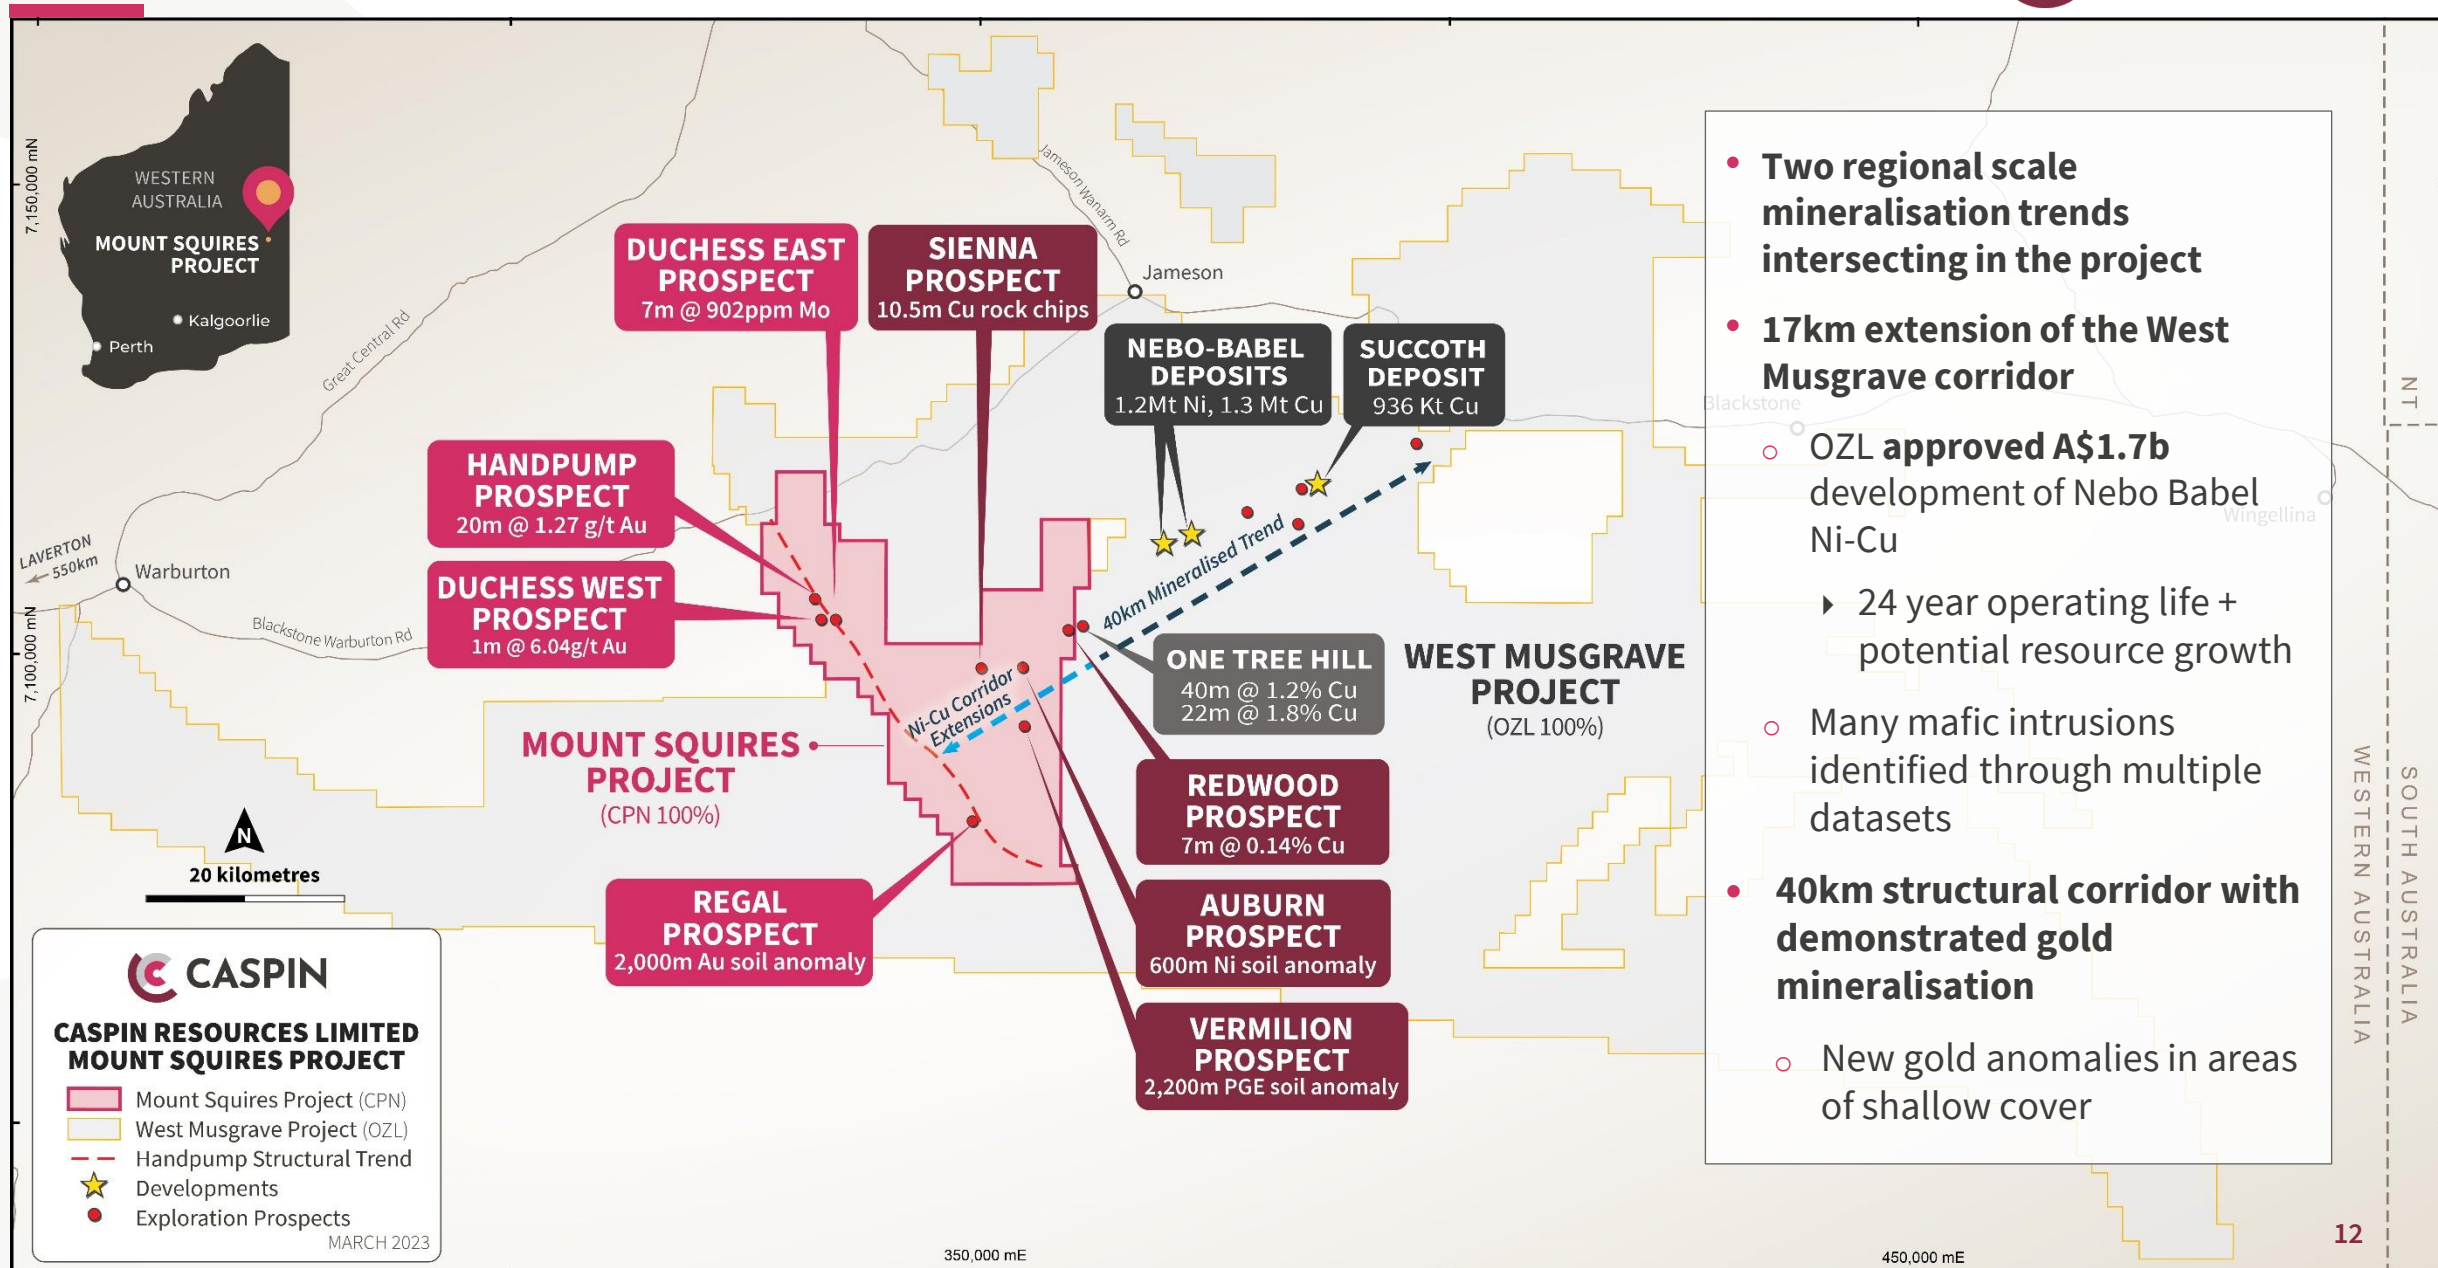 7,150,000 mN
7,100,000 mN
350,000 mE
450,000 mE
WESTERN
AUSTRALIA
MOUNT SQUIRES
PROJECT
Kalgoorlie
Perth
Great Central Rd
Jameson Wanarm Rd
Jameson
LAVERTON
550km
Warburton
Blackstone Warburton Rd
Blackstone
Wingellina
DUCHESS EAST
PROSPECT
7m @ 902ppm Mo
SIENNA
PROSPECT
10.5m Cu rock chips
NEBO-BABEL
DEPOSITS
1.2Mt Ni, 1.3 Mt Cu
SUCCOTH
DEPOSIT
936 Kt Cu
HANDPUMP
PROSPECT
20m @ 1.27 g/t Au
DUCHESS WEST
PROSPECT
1m @ 6.04g/t Au
40km Mineralised Trend
Ni-Cu Corridor
Extensions
ONE TREE HILL
40m @ 1.2% Cu
22m @ 1.8% Cu
WEST MUSGRAVE
PROJECT
(OZL 100%)
MOUNT SQUIRES
PROJECT
(CPN 100%)
REDWOOD
PROSPECT
7m @ 0.14% Cu
REGAL
PROSPECT
2,000m Au soil anomaly
AUBURN
PROSPECT
600m Ni soil anomaly
VERMILION
PROSPECT
2,200m PGE soil anomaly
N
20 kilometres
CASPIN
CASPIN RESOURCES LIMITED
MOUNT SQUIRES PROJECT
Mount Squires Project (CPN)
West Musgrave Project (OZL)
Handpump Structural Trend
Developments
Exploration Prospects
MARCH 2023
• Two regional scale
mineralisation trends
intersecting in the project
• 17km extension of the West
Musgrave corridor
o OZL approved A$1.7b
development of Nebo Babel
Ni-Cu
‣ 24 year operating life +
potential resource growth
o Many mafic intrusions
identified through multiple
datasets
• 40km structural corridor with
demonstrated gold
mineralisation
o New gold anomalies in areas
of shallow cover
NT
WESTERN AUSTRALIA
SOUTH AUSTRALIA
12